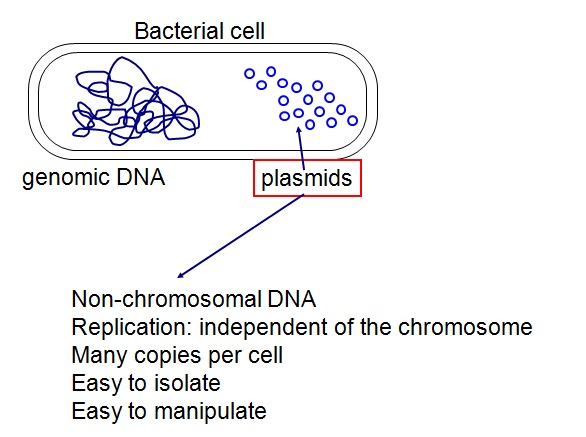 Bacterial cell
genomic DNA
plasmids
Non-chromosomal DNA
Replication: independent of the chromosome
Many copies per cell
Easy to isolate
Easy to manipulate